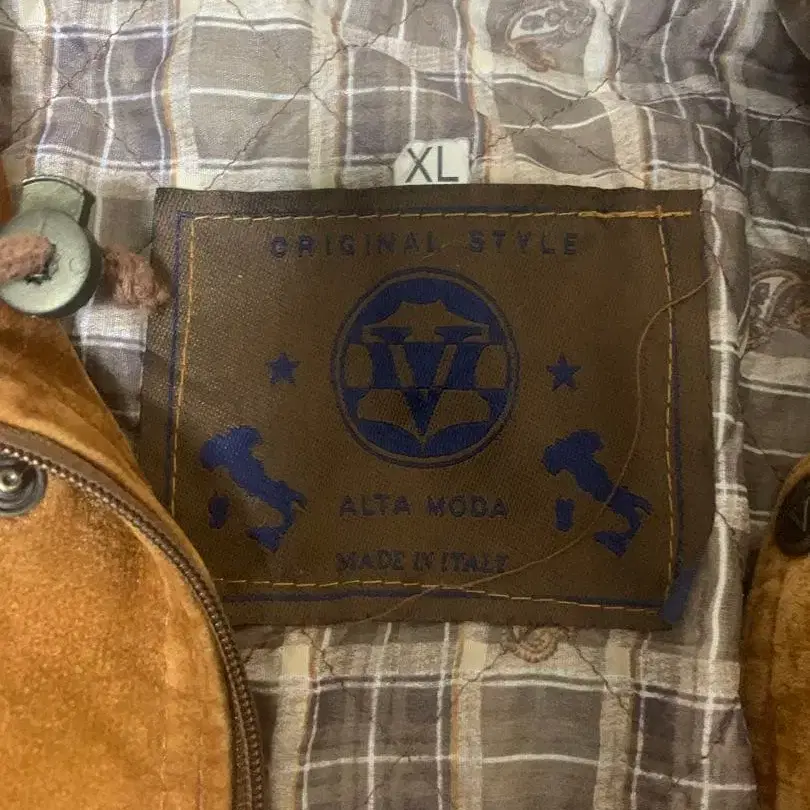 XL
ORIGINAL STYLE
V
ALTA MODA
MADE IN ITALY